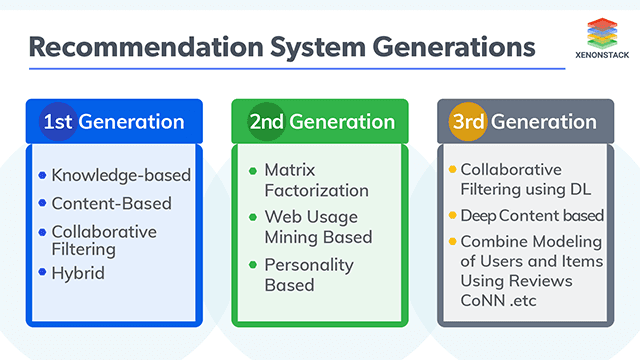 Recommendation System Generations
XENONSTACK
1st Generation
Knowledge-based
Content-Based
Collaborative
Filtering
Hybrid
2nd Generation
Matrix
Factorization
Web Usage
Mining Based
Personality
Based
3rd Generation
Collaborative
Filtering using DL
Deep Content based
Combine Modeling
of Users and Items
Using Reviews
CoNN .etc